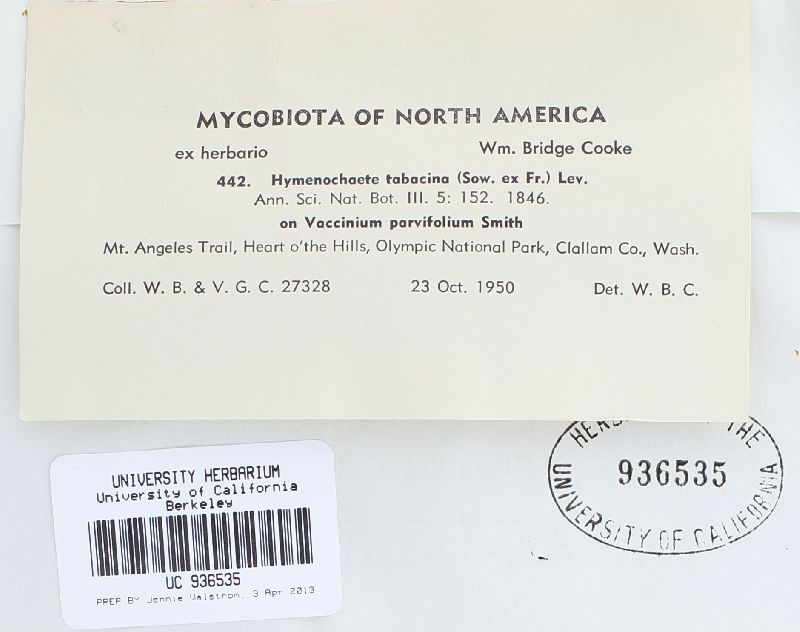 MYCOBIOTA OF NORTH AMERICA
ex herbario Wm. Bridge Cooke
442. Hymenochaete tabacina (Sow. ex Fr.) Lev.
Ann. Sci. Nat. Bot. III. 5: 152. 1846.
on Vaccinium parvifolium Smith
Mt. Angeles Trail, Heart o'the Hills, Olympic National Park, Clallam Co., Wash.
Coll. W. B. & V. G. C. 27328 23 Oct. 1950 Det. W. B. C.
THE
936535
UNIVERSITY OF CALIFORNIA
UNIVERSITY HERBARIUM
University of California
Berkeley
UC 936535
PREP BY Jennie Walstrom, 3 Apr 2013